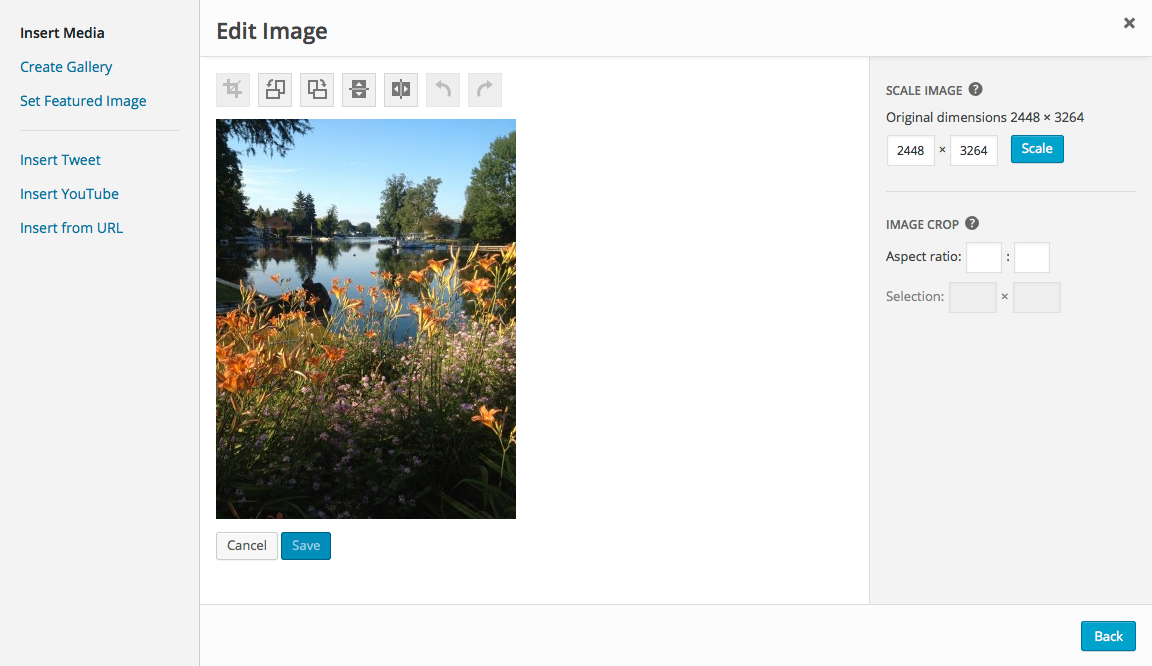 Insert Media
Create Gallery
Set Featured Image
Insert Tweet
Insert YouTube
Insert from URL
Edit Image
SCALE IMAGE ?
Original dimensions 2448 × 3264
2448 × 3264 Scale
IMAGE CROP ?
Aspect ratio: :
Selection: ×
Cancel Save
Back